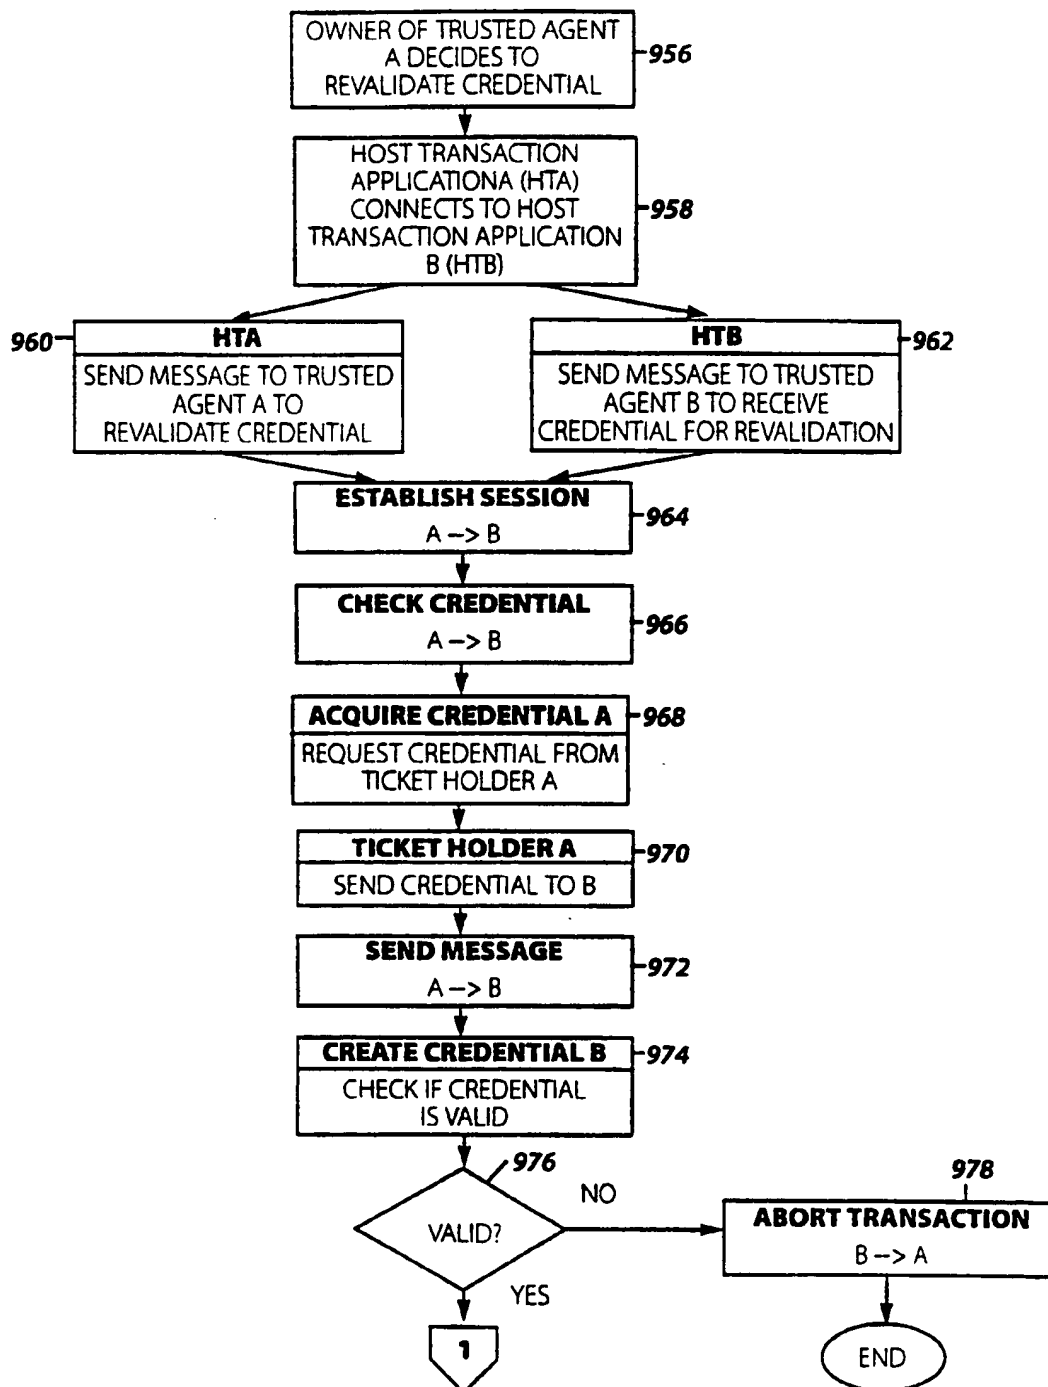 OWNER OF TRUSTED AGENT
A DECIDES TO
REVALIDATE CREDENTIAL
956
HOST TRANSACTION
APPLICATIONA (HTA)
CONNECTS TO HOST
TRANSACTION APPLICATION
B (HTB)
958
960
HTA
SEND MESSAGE TO TRUSTED
AGENT A TO
REVALIDATE CREDENTIAL
HTB
962
SEND MESSAGE TO TRUSTED
AGENT B TO RECEIVE
CREDENTIAL FOR REVALIDATION
ESTABLISH SESSION
A –> B
964
CHECK CREDENTIAL
A –> B
966
ACQUIRE CREDENTIAL A
968
REQUEST CREDENTIAL FROM
TICKET HOLDER A
TICKET HOLDER A
970
SEND CREDENTIAL TO B
SEND MESSAGE
A –> B
972
CREATE CREDENTIAL B
974
CHECK IF CREDENTIAL
IS VALID
976
VALID?
NO
YES
978
ABORT TRANSACTION
B –> A
1
END